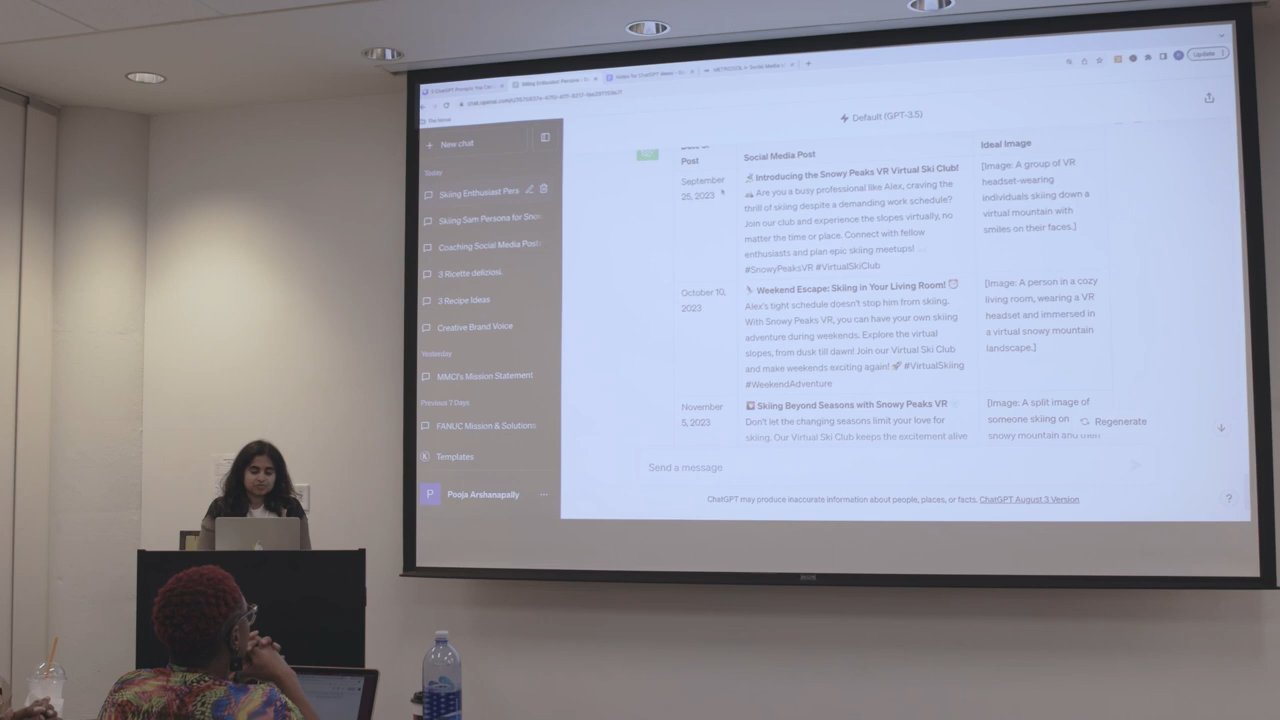 chat.openai.com
Update
New chat
Default (GPT-3.5)
Today
Skiing Enthusiast Pers
Skiing Sam Persona for Snow
Coaching Social Media Posts
3 Ricette deliziosi.
3 Recipe Ideas
Creative Brand Voice
Yesterday
MMCI's Mission Statement
Previous 7 Days
FANUC Mission & Solutions
Templates
P
Pooja Arshanapally
Post
Social Media Post
Ideal Image
September
25, 2023
Introducing the Snowy Peaks VR Virtual Ski Club!
Are you a busy professional like Alex, craving the
thrill of skiing despite a demanding work schedule?
Join our club and experience the slopes virtually, no
matter the time or place. Connect with fellow
enthusiasts and plan epic skiing meetups!
#SnowyPeaksVR #VirtualSkiClub
[Image: A group of VR
headset-wearing
individuals skiing down a
virtual mountain with
smiles on their faces.]
October 10,
2023
Weekend Escape: Skiing in Your Living Room!
Alex's tight schedule doesn't stop him from skiing.
With Snowy Peaks VR, you can have your own skiing
adventure during weekends. Explore the virtual
slopes, from dusk till dawn! Join our Virtual Ski Club
and make weekends exciting again! #VirtualSkiing
#WeekendAdventure
[Image: A person in a cozy
living room, wearing a VR
headset and immersed in
a virtual snowy mountain
landscape.]
November
5, 2023
Skiing Beyond Seasons with Snowy Peaks VR
Don't let the changing seasons limit your love for
skiing. Our Virtual Ski Club keeps the excitement alive
[Image: A split image of
someone skiing on
snowy mountain and then
Regenerate
Send a message
ChatGPT may produce inaccurate information about people, places, or facts. ChatGPT August 3 Version
?